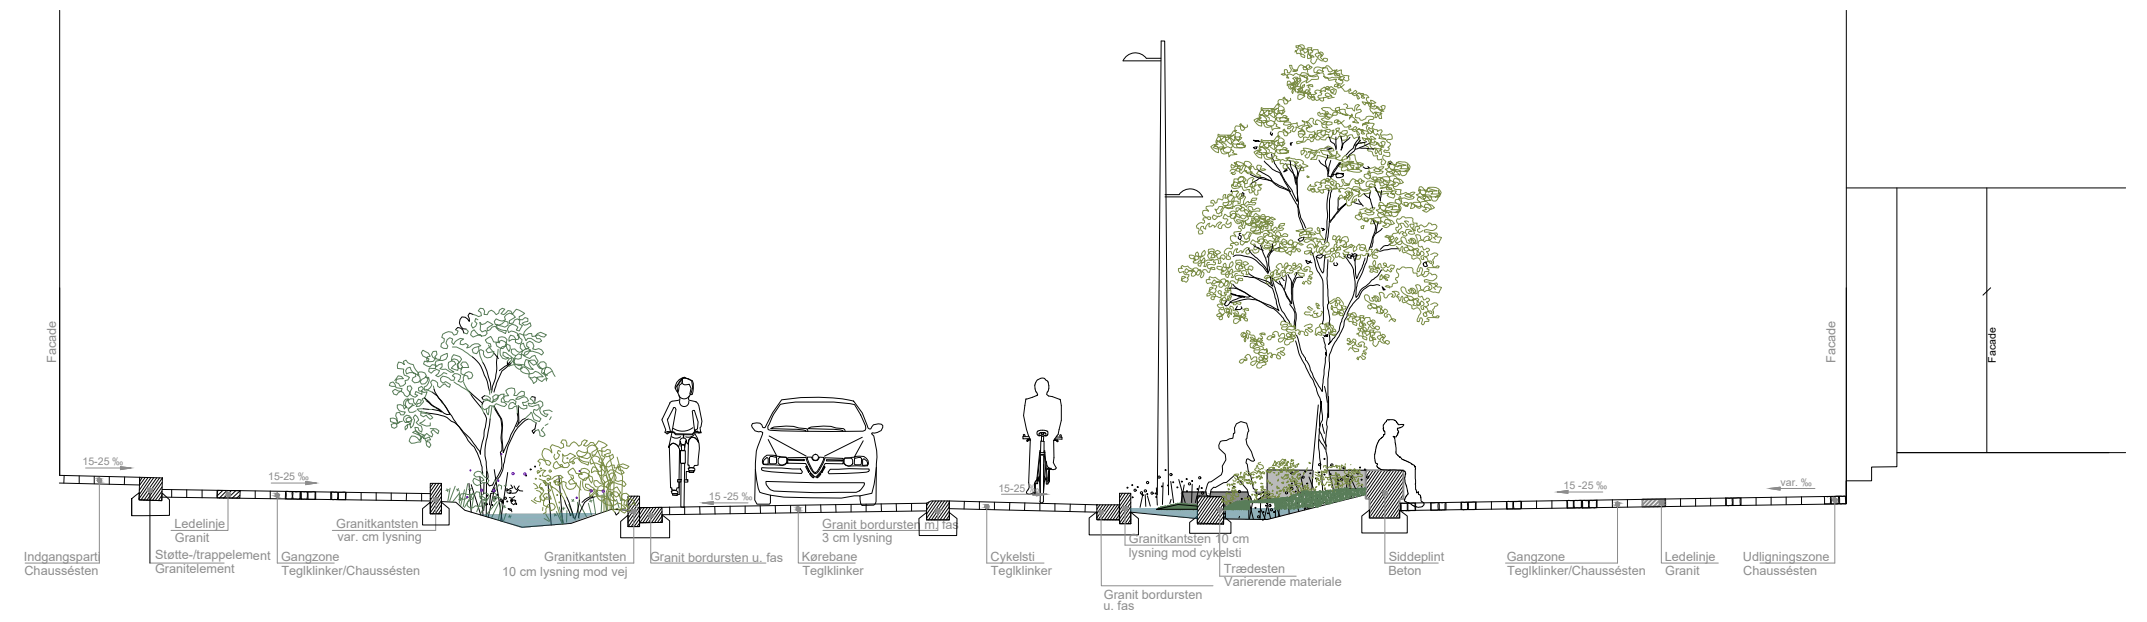 Facade
Facade
Facade
15-25 ‰
15-25 ‰
15 -25 ‰
15-25
15 -25 ‰
var. ‰
Indgangsparti
Chaussésten
Støtte-/trappelement
Granitelement
Ledelinje
Granit
Gangzone
Teglklinker/Chaussésten
Granitkantsten
var. cm lysning
Granitkantsten
10 cm lysning mod vej
Granit bordursten u. fas
Kørebane
Teglklinker
Granit bordursten m. fas
3 cm lysning
Cykelsti
Teglklinker
Granit bordursten
u. fas
Granitkantsten 10 cm
lysning mod cykelsti
Trædesten
Varierende materiale
Siddeplint
Beton
Gangzone
Teglklinker/Chaussésten
Ledelinje
Granit
Udligningszone
Chaussésten